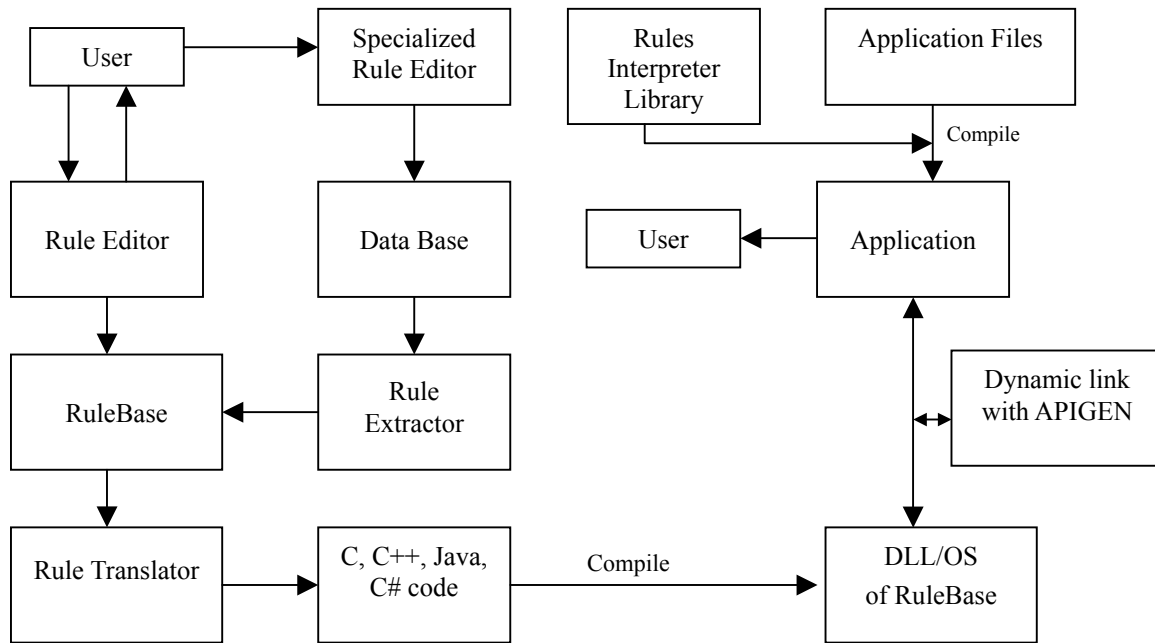 User
Specialized
Rule Editor
Rules
Interpreter
Library
Application Files
Compile
Rule Editor
Data Base
User
Application
RuleBase
Rule
Extractor
Dynamic link
with APIGEN
Rule Translator
C, C++, Java,
C# code
Compile
DLL/OS
of RuleBase